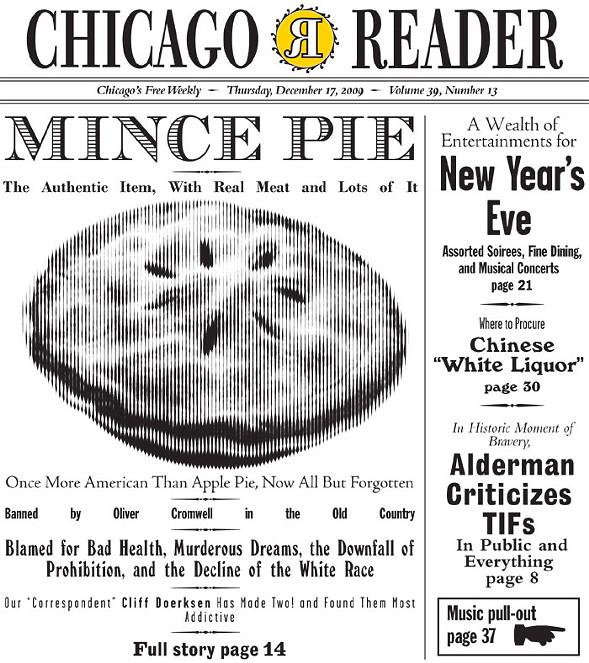 CHICAGO R READER
Chicago's Free Weekly – Thursday, December 17, 2009 – Volume 39, Number 13
MINCE PIE
The Authentic Item, With Real Meat and Lots of It
Once More American Than Apple Pie, Now All But Forgotten
Banned by Oliver Cromwell in the Old Country
Blamed for Bad Health, Murderous Dreams, the Downfall of
Prohibition, and the Decline of the White Race
Our "Correspondent" Cliff Doerksen Has Made Two! and Found Them Most
Addictive
Full story page 14
A Wealth of
Entertainments for
New Year's
Eve
Assorted Soirees, Fine Dining,
and Musical Concerts
page 21
Where to Procure
Chinese
"White Liquor"
page 30
In Historic Moment of
Bravery,
Alderman
Criticizes
TIFs
In Public and
Everything
page 8
Music pull-out
page 37